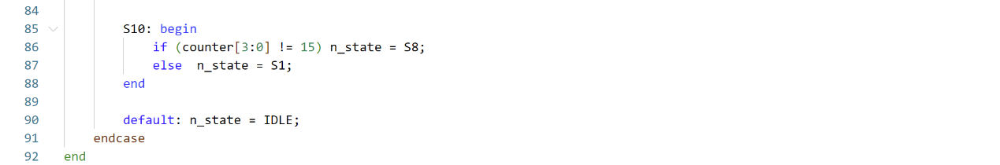 84
85 S10: begin
86 if (counter[3:0] != 15) n_state = S8;
87 else  n_state = S1;
88 end
89
90 default: n_state = IDLE;
91 endcase
92 end